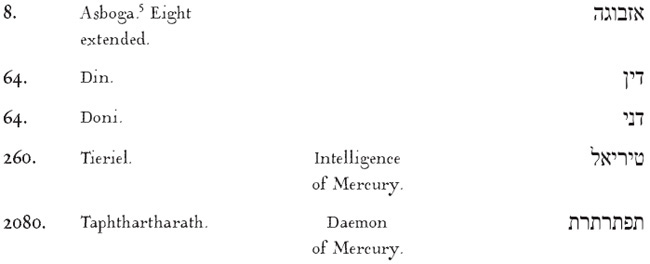 8. Asboga.⁵ Eight אזבוגה
extended.
64. Din. דין
64. Doni. דני
260. Tieriel. Intelligence טיריאל
of Mercury.
2080. Taphthartharath. Daemon תפתרתרת
of Mercury.